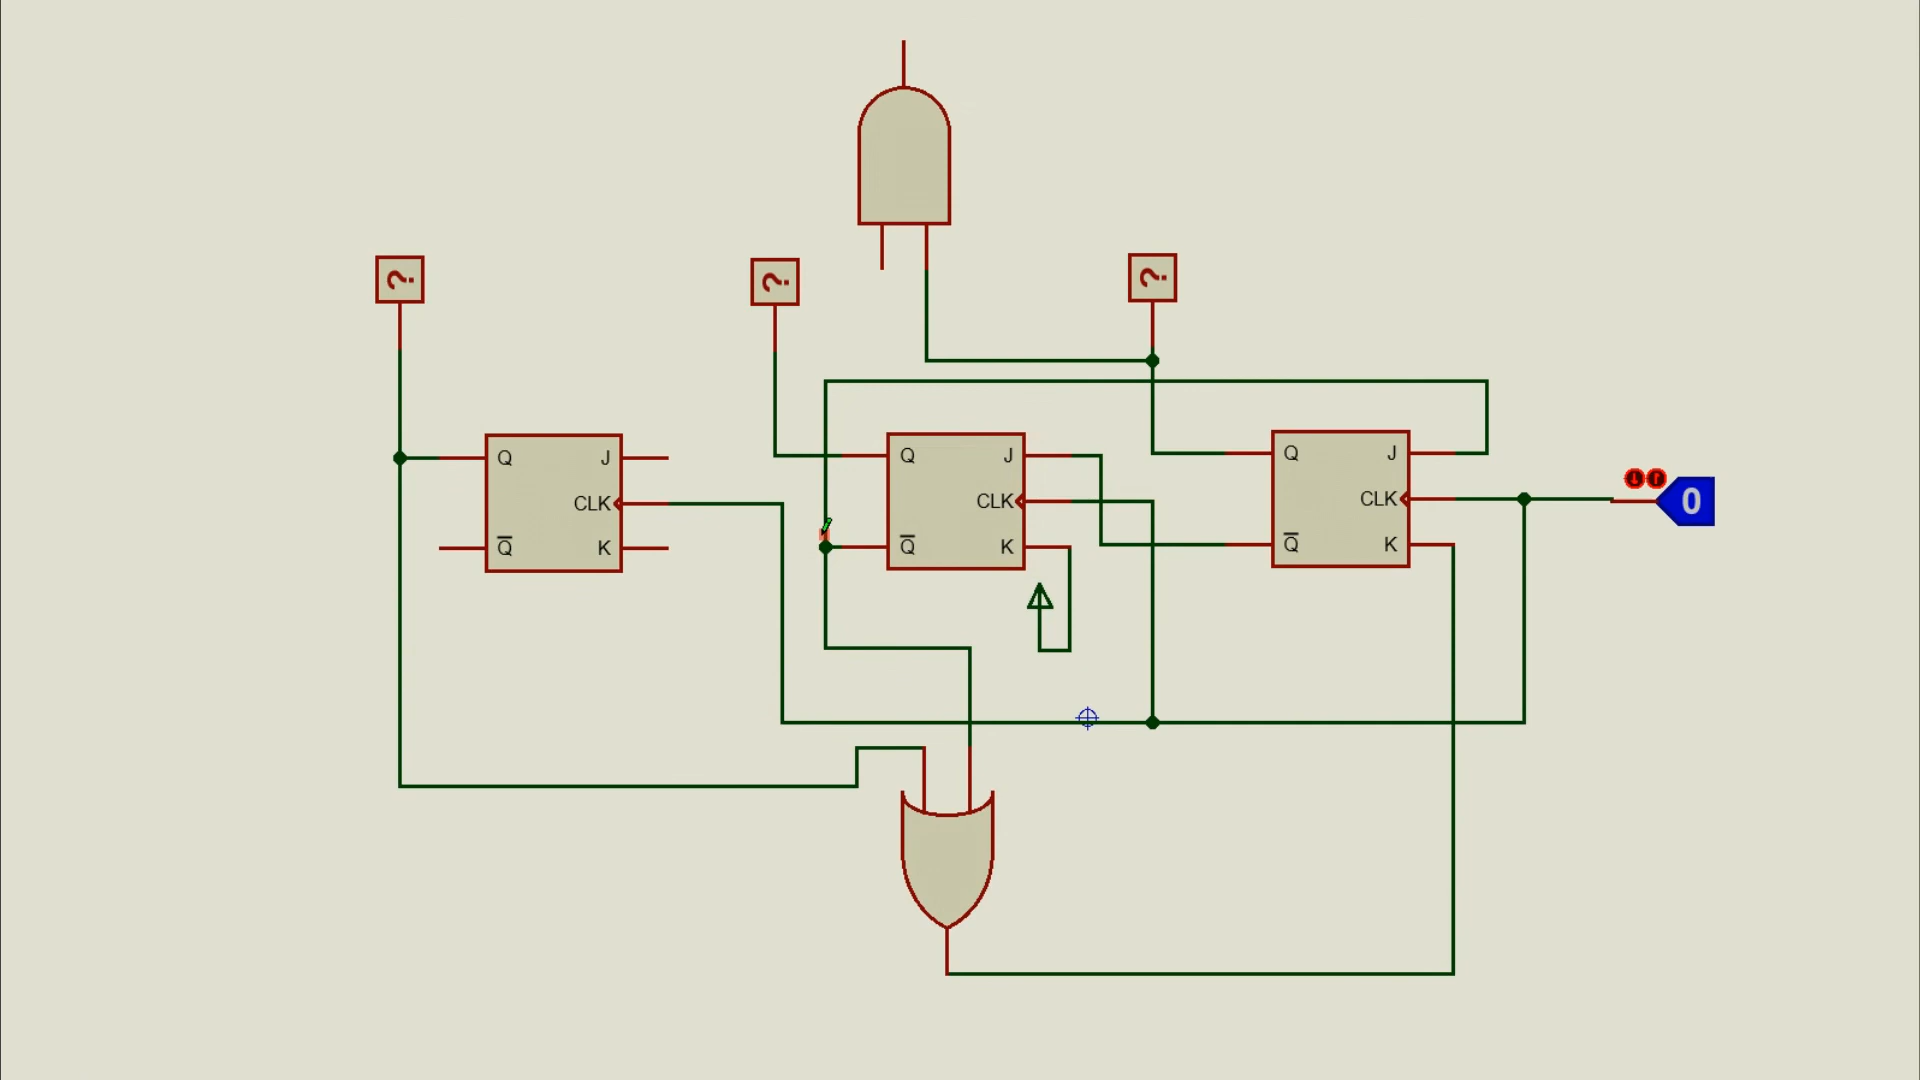 ? ? ?
Q J Q J Q J
CLK CLK CLK 0
Q̅ K Q̅ K Q̅ K